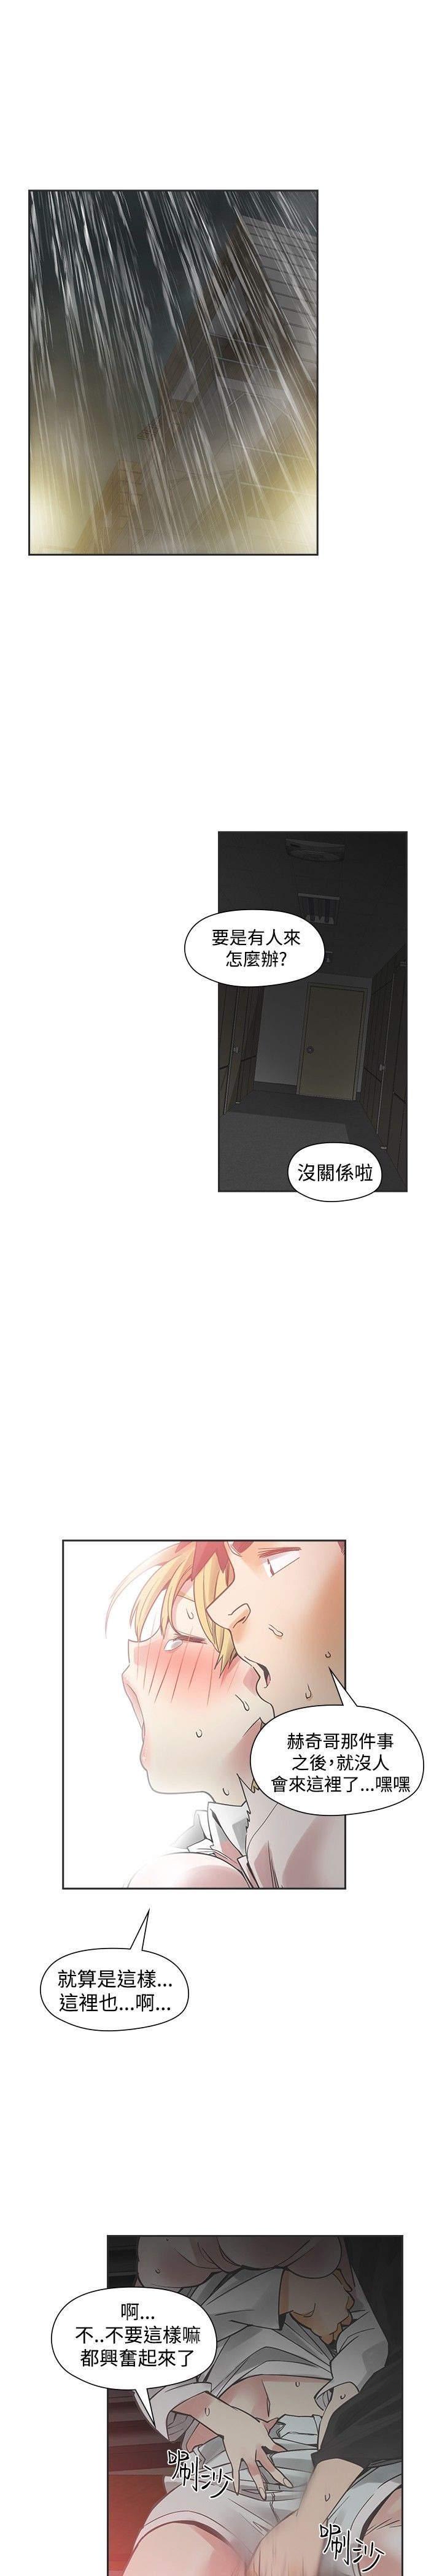 要是有人來
怎麼辦?
沒關係啦
赫奇哥那件事
之後,就沒人
會來這裡了...嘿嘿
就算是這樣...
這裡也...啊...
啊...
不..不要這樣嘛
都興奮起來了
唰沙
唰沙